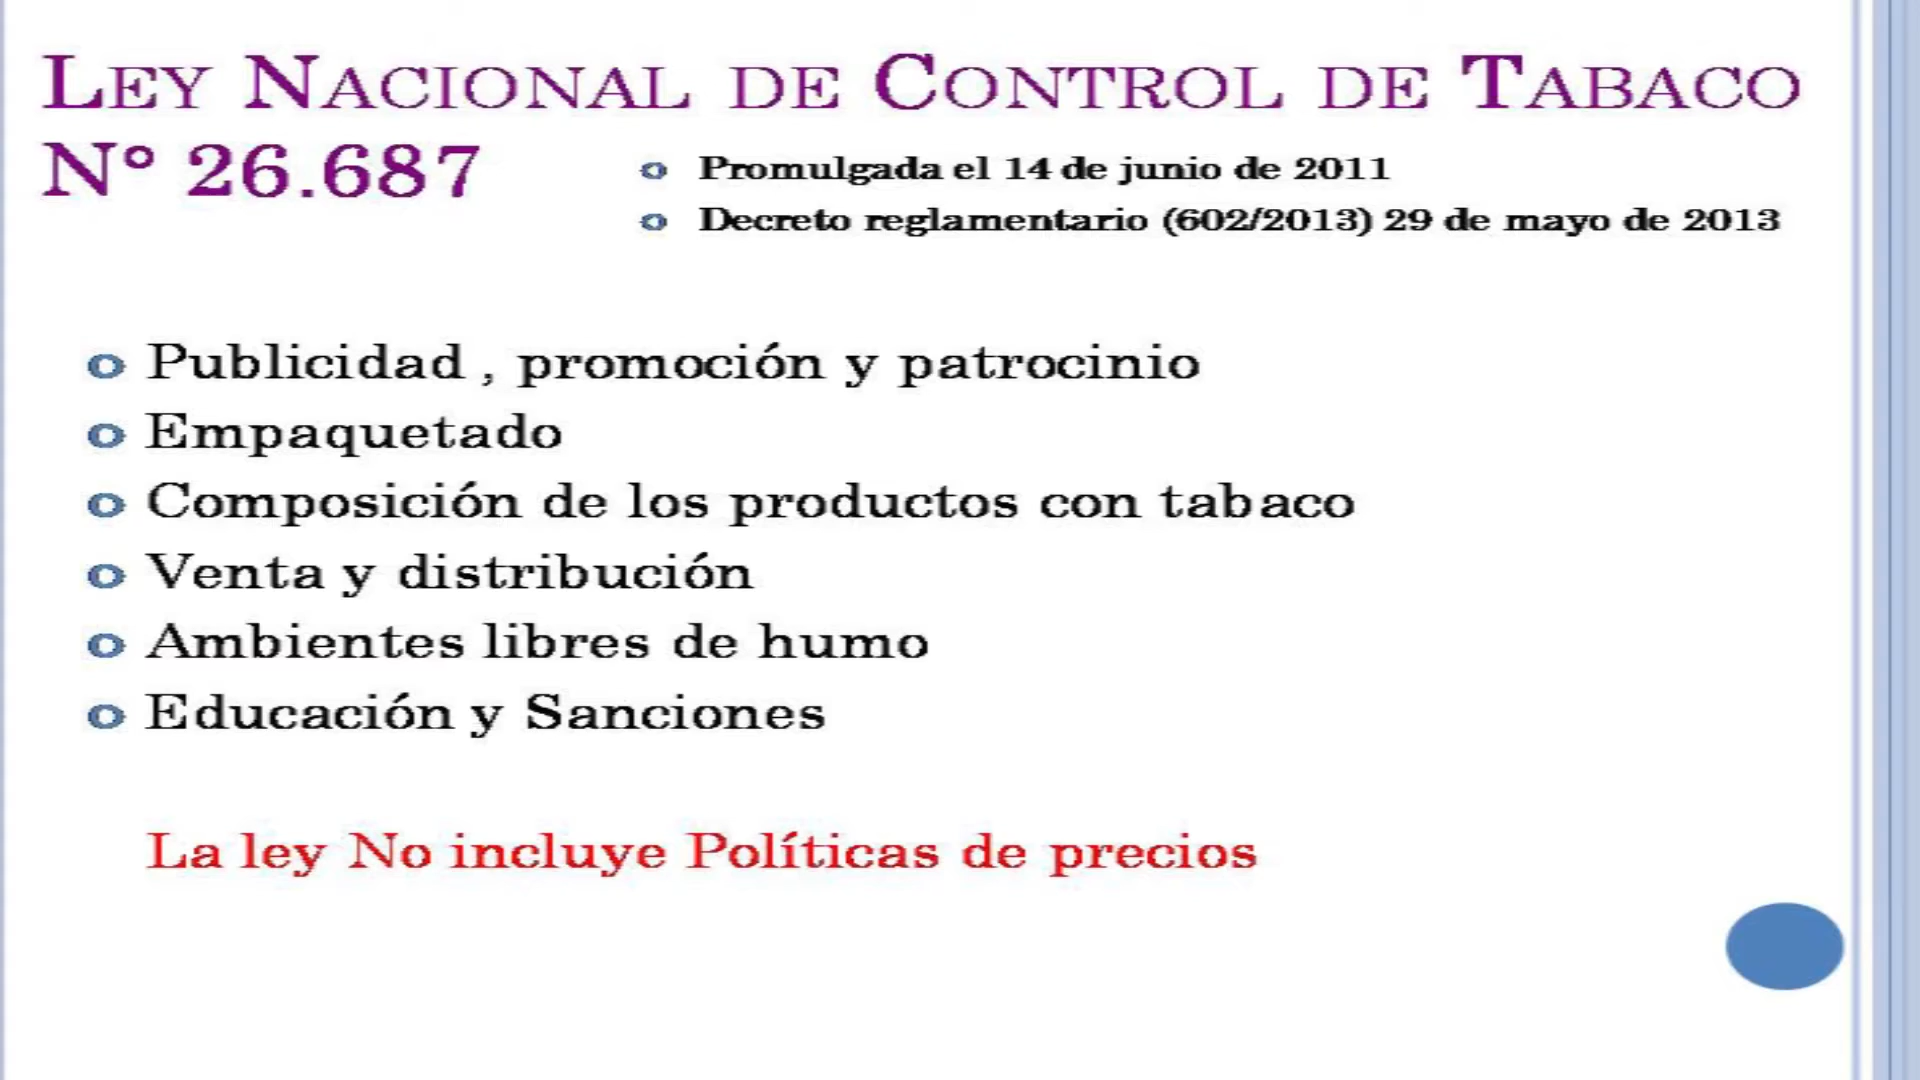 LEY NACIONAL DE CONTROL DE TABACO
N° 26.687
Promulgada el 14 de junio de 2011
Decreto reglamentario (602/2013) 29 de mayo de 2013
Publicidad , promoción y patrocinio
Empaquetado
Composición de los productos con tabaco
Venta y distribución
Ambientes libres de humo
Educación y Sanciones
La ley No incluye Políticas de precios